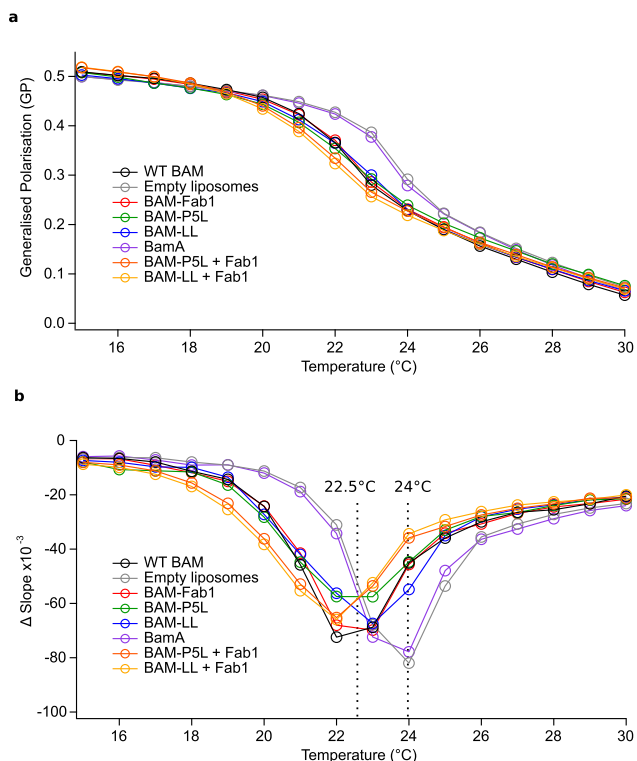 a
0.5
0.4
0.3
0.2
0.1
0.0
Generalised Polarisation (GP)
WT BAM
Empty liposomes
BAM-Fab1
BAM-P5L
BAM-LL
BamA
BAM-P5L + Fab1
BAM-LL + Fab1
16 18 20 22 24 26 28 30
Temperature (°C)
b
0
-20
-40
-60
-80
-100
Δ Slope x10⁻³
22.5°C 24°C
WT BAM
Empty liposomes
BAM-Fab1
BAM-P5L
BAM-LL
BamA
BAM-P5L + Fab1
BAM-LL + Fab1
16 18 20 22 24 26 28 30
Temperature (°C)